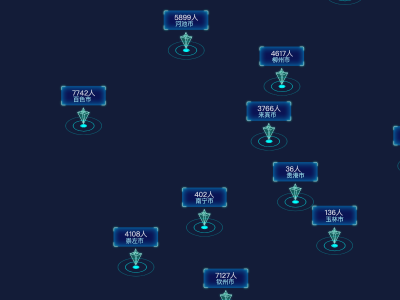 5899人
河池市
4617人
柳州市
7742人
百色市
3766人
来宾市
36人
贵港市
402人
南宁市
136人
玉林市
4108人
崇左市
7127人
钦州市